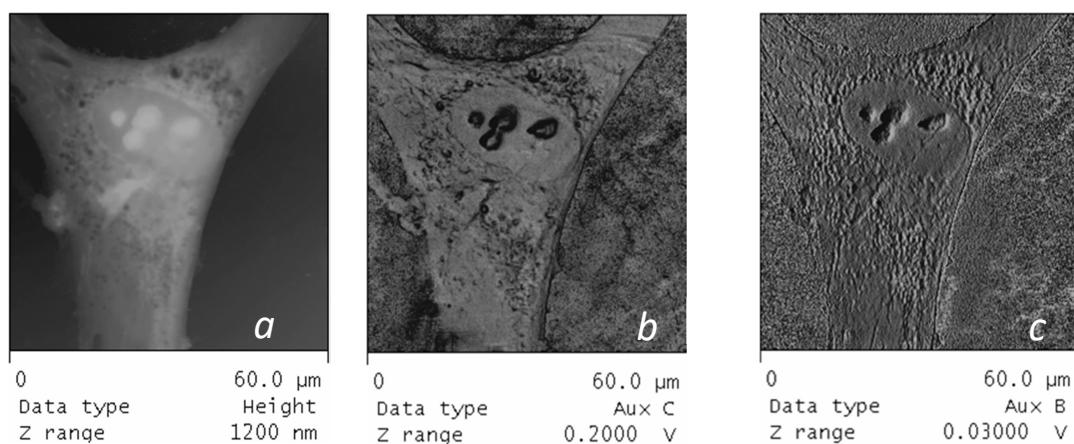 a
b
c
0 60.0 µm
Data type Height
Z range 1200 nm
0 60.0 µm
Data type Aux C
Z range 0.2000 V
0 60.0 µm
Data type Aux B
Z range 0.03000 V